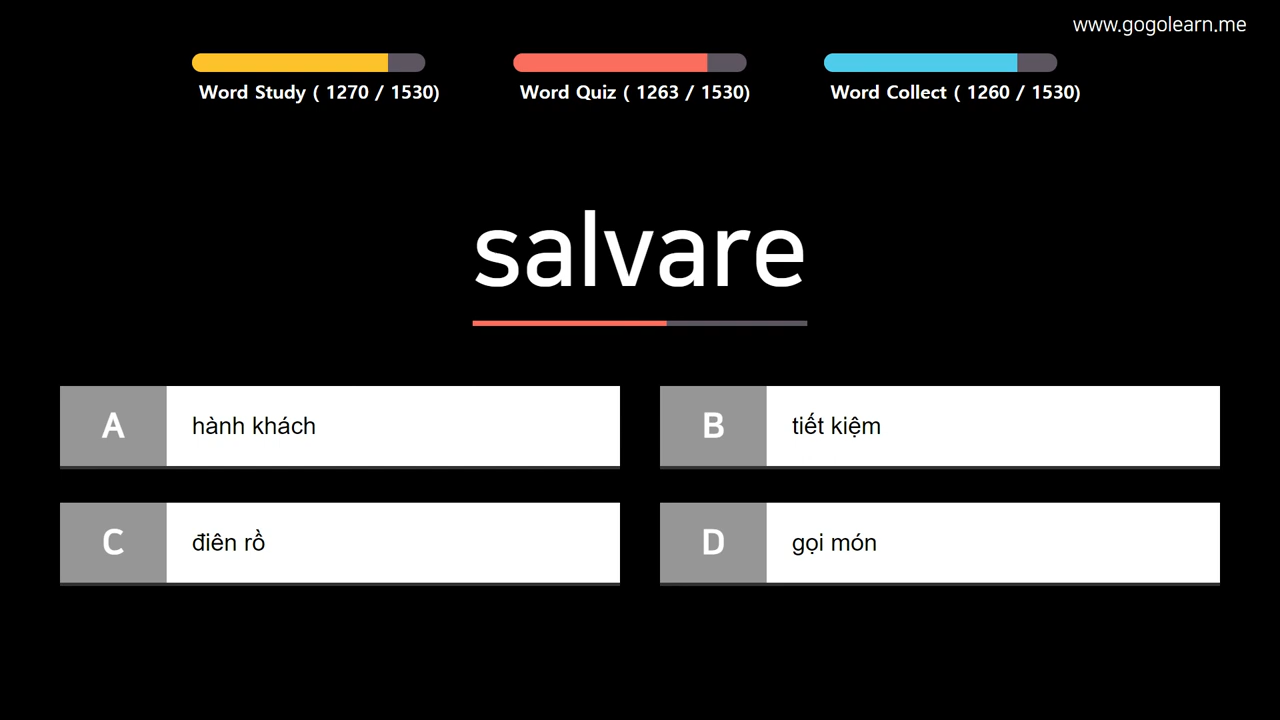 www.gogolearn.me
Word Study ( 1270 / 1530)
Word Quiz ( 1263 / 1530)
Word Collect ( 1260 / 1530)
salvare
A hành khách
B tiết kiệm
C điên rồ
D gọi món